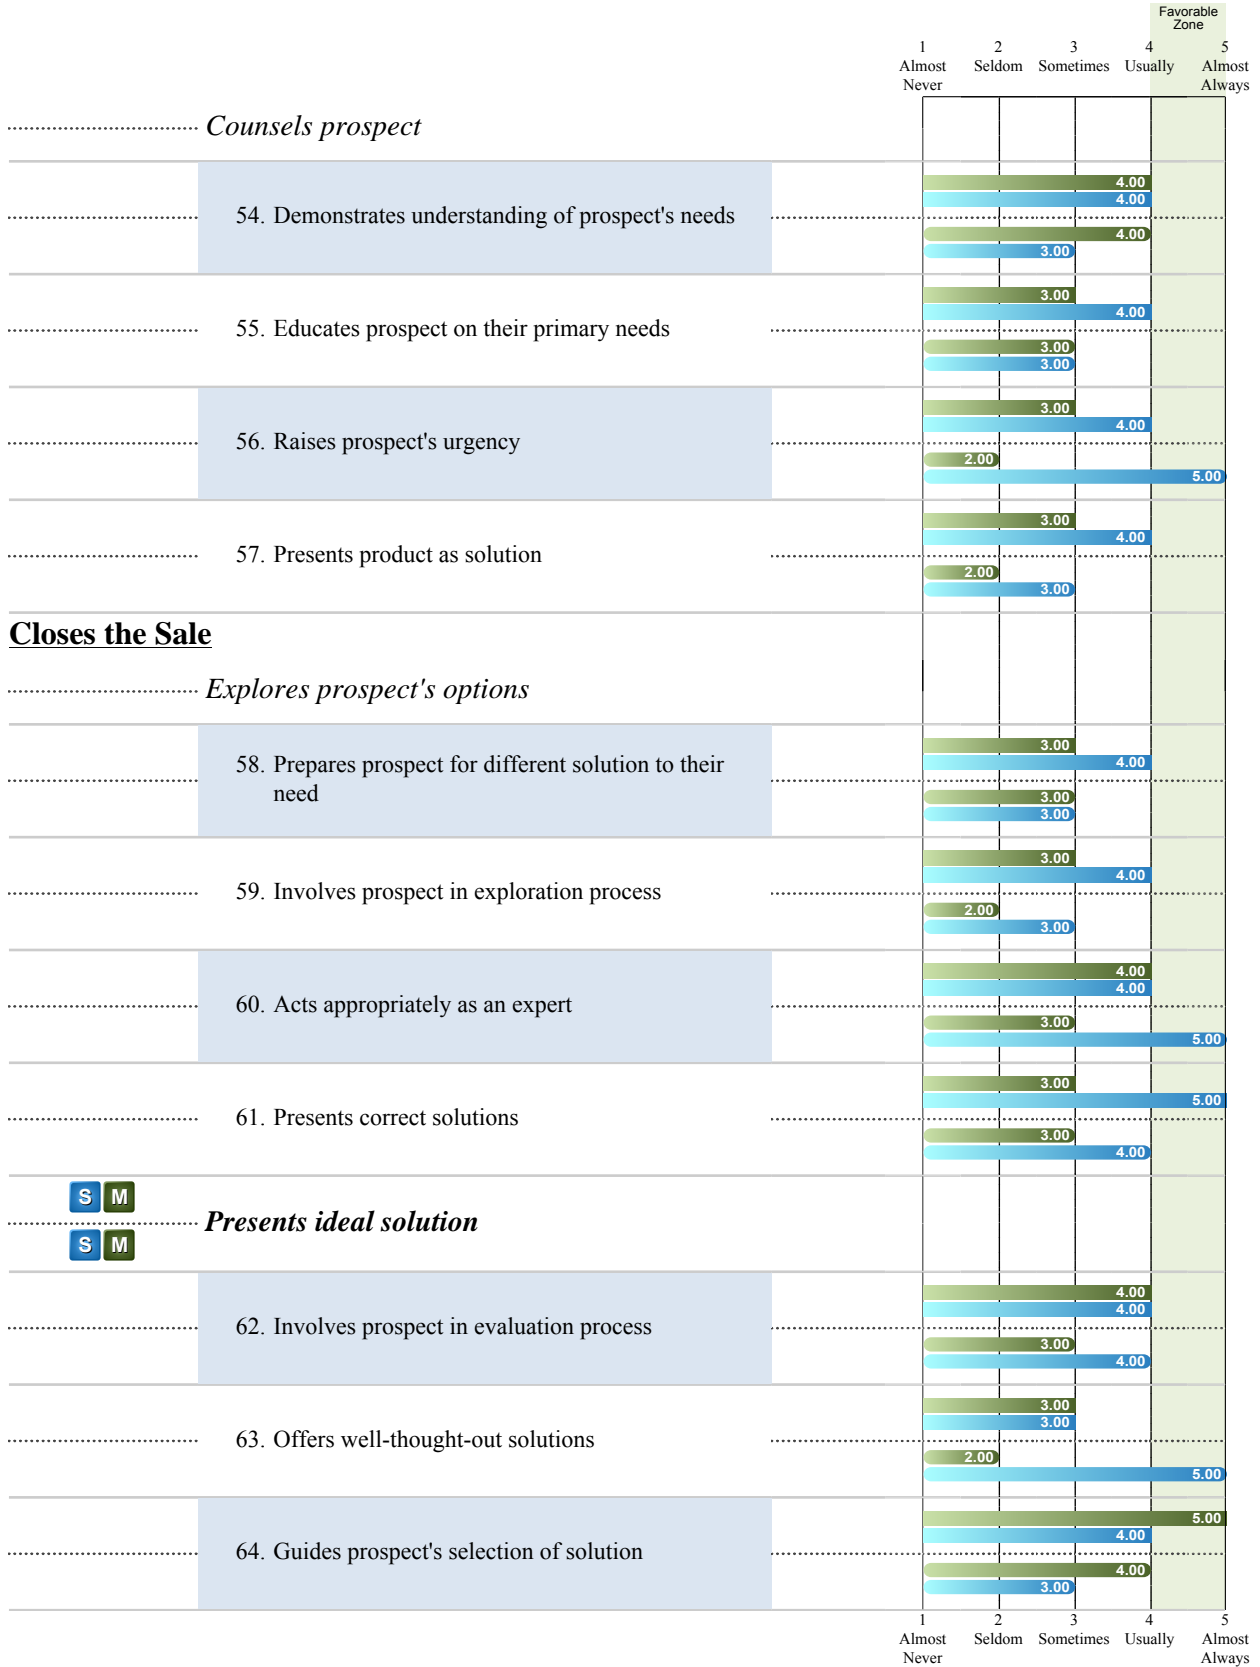 Favorable
Zone
1 2 3 4 5
Almost Seldom Sometimes Usually Almost
Never Always
Counsels prospect
4.00
4.00
54. Demonstrates understanding of prospect's needs
4.00
3.00
3.00
4.00
55. Educates prospect on their primary needs
3.00
3.00
3.00
4.00
56. Raises prospect's urgency
2.00
5.00
3.00
4.00
57. Presents product as solution
2.00
3.00
Closes the Sale
Explores prospect's options
3.00
4.00
58. Prepares prospect for different solution to their
need
3.00
3.00
3.00
4.00
59. Involves prospect in exploration process
2.00
3.00
4.00
4.00
60. Acts appropriately as an expert
3.00
5.00
3.00
5.00
61. Presents correct solutions
3.00
4.00
S M
Presents ideal solution
S M
4.00
4.00
62. Involves prospect in evaluation process
3.00
4.00
3.00
3.00
63. Offers well-thought-out solutions
2.00
5.00
5.00
4.00
64. Guides prospect's selection of solution
4.00
3.00
1 2 3 4 5
Almost Seldom Sometimes Usually Almost
Never Always